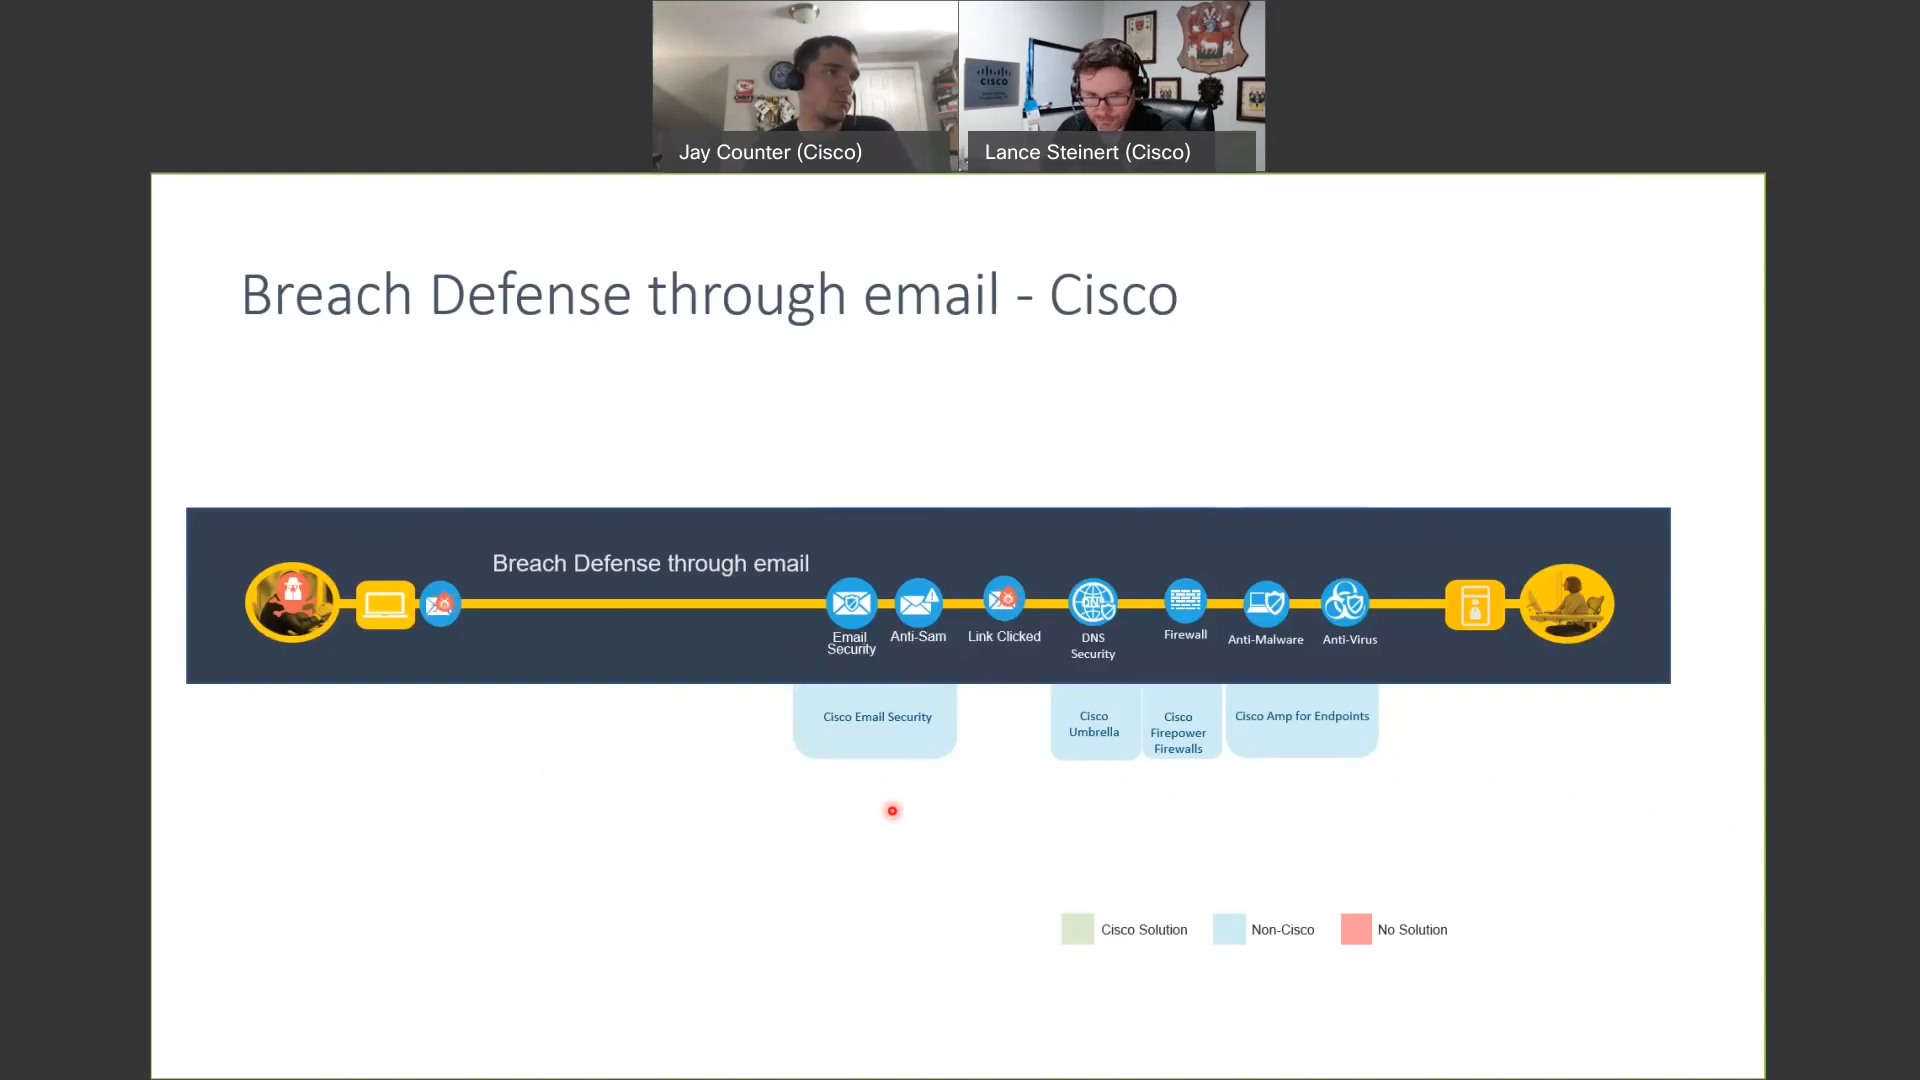 CISCO
Jay Counter (Cisco)
Lance Steinert (Cisco)
Breach Defense through email - Cisco
Breach Defense through email
Email
Security
Anti-Sam
Link Clicked
DNS
DNS
Security
Firewall
Anti-Malware
Anti-Virus
Cisco Email Security
Cisco
Umbrella
Cisco
Firepower
Firewalls
Cisco Amp for Endpoints
Cisco Solution
Non-Cisco
No Solution